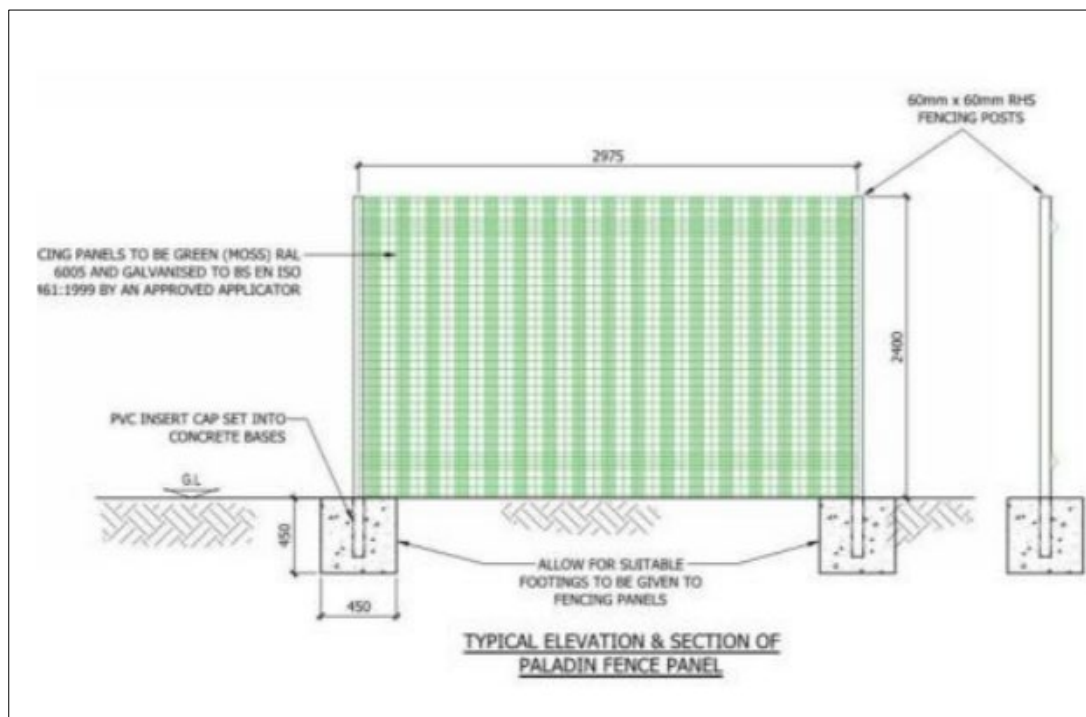 60mm x 60mm RHS
FENCING POSTS
2975
CING PANELS TO BE GREEN (MOSS) RAL
6005 AND GALVANISED TO BS EN ISO
461:1999 BY AN APPROVED APPLICATOR
2400
PVC INSERT CAP SET INTO
CONCRETE BASES
G.L
450
ALLOW FOR SUITABLE
FOOTINGS TO BE GIVEN TO
FENCING PANELS
450
TYPICAL ELEVATION & SECTION OF
PALADIN FENCE PANEL